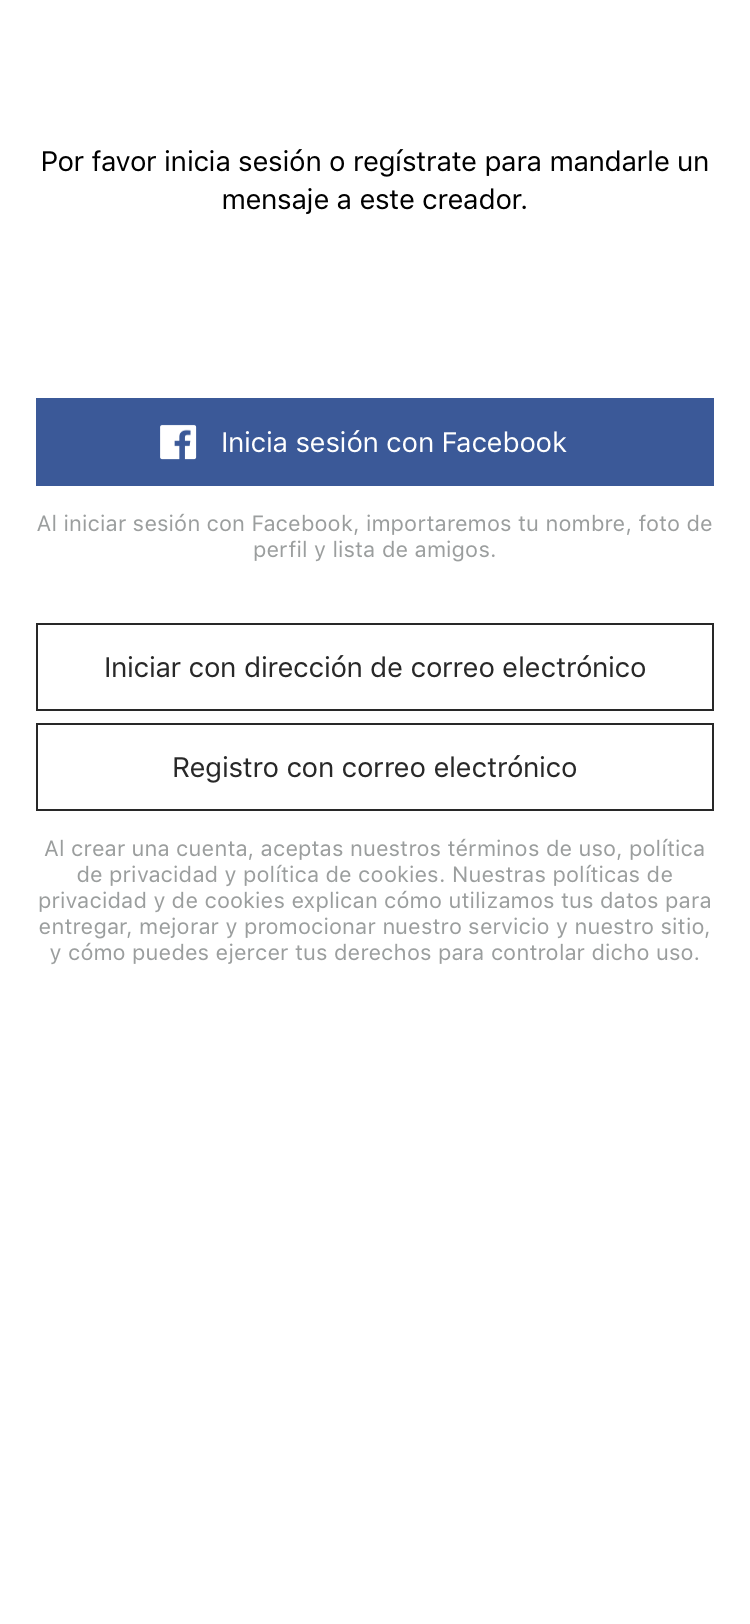 Por favor inicia sesión o regístrate para mandarle un
mensaje a este creador.
Inicia sesión con Facebook
Al iniciar sesión con Facebook, importaremos tu nombre, foto de
perfil y lista de amigos.
Iniciar con dirección de correo electrónico
Registro con correo electrónico
Al crear una cuenta, aceptas nuestros términos de uso, política
de privacidad y política de cookies. Nuestras políticas de
privacidad y de cookies explican cómo utilizamos tus datos para
entregar, mejorar y promocionar nuestro servicio y nuestro sitio,
y cómo puedes ejercer tus derechos para controlar dicho uso.